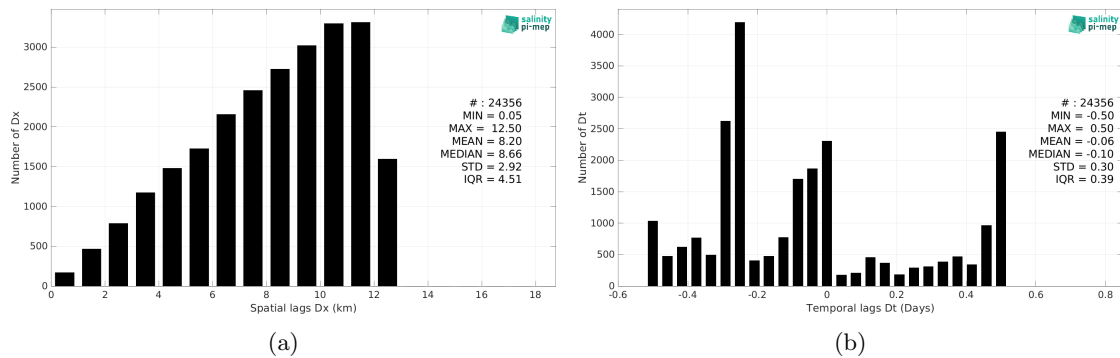 salinity
pi-mep
Number of Dx
3000
2500
2000
1500
1000
500
0
# : 24356
MIN = 0.05
MAX = 12.50
MEAN = 8.20
MEDIAN = 8.66
STD = 2.92
IQR = 4.51
0 2 4 6 8 10 12 14 16 18
Spatial lags Dx (km)
(a)
salinity
pi-mep
Number of Dt
4000
3500
3000
2500
2000
1500
1000
500
0
# : 24356
MIN = -0.50
MAX = 0.50
MEAN = -0.06
MEDIAN = -0.10
STD = 0.30
IQR = 0.39
-0.6 -0.4 -0.2 0 0.2 0.4 0.6 0.8
Temporal lags Dt (Days)
(b)